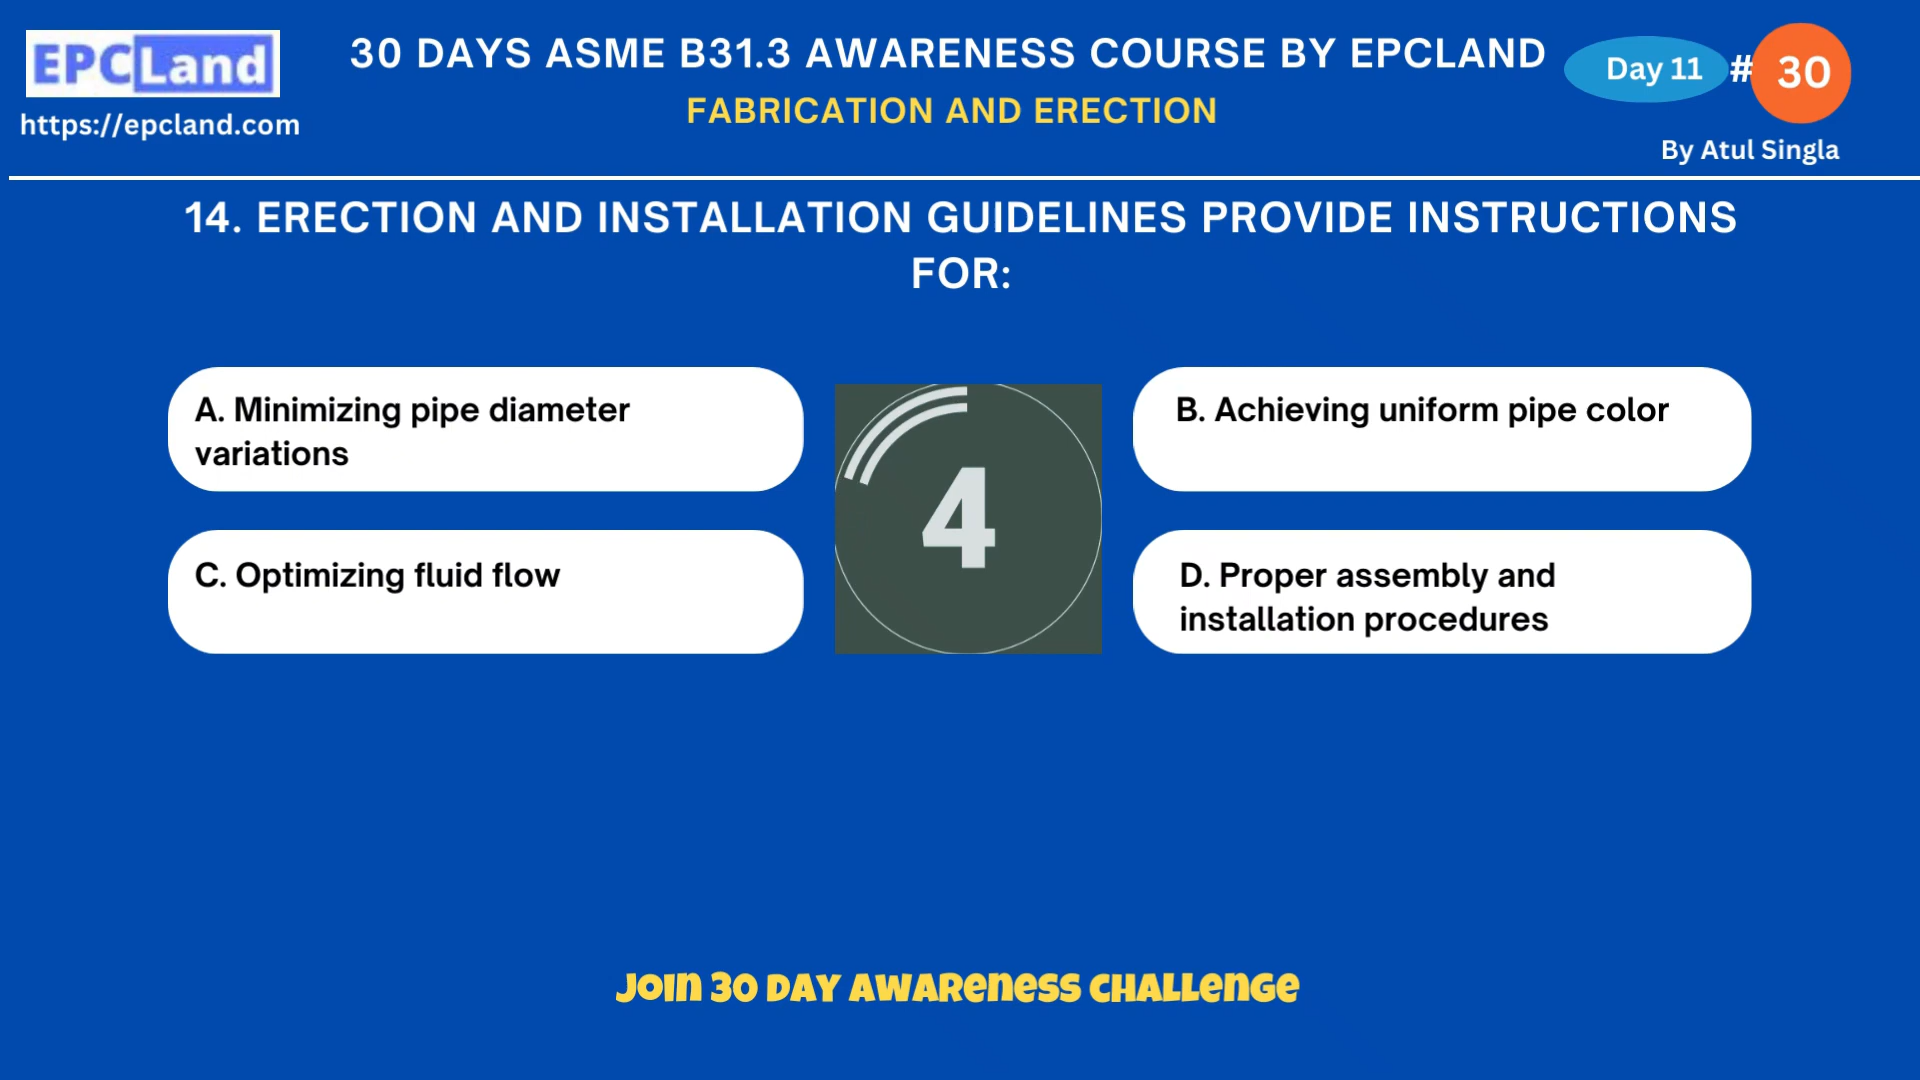 EPCLand
https://epcland.com
30 DAYS ASME B31.3 AWARENESS COURSE BY EPCLAND
FABRICATION AND ERECTION
Day 11 # 30
By Atul Singla
14. ERECTION AND INSTALLATION GUIDELINES PROVIDE INSTRUCTIONS
FOR:
A. Minimizing pipe diameter
variations
B. Achieving uniform pipe color
4
C. Optimizing fluid flow
D. Proper assembly and
installation procedures
Join 30 Day Awareness Challenge